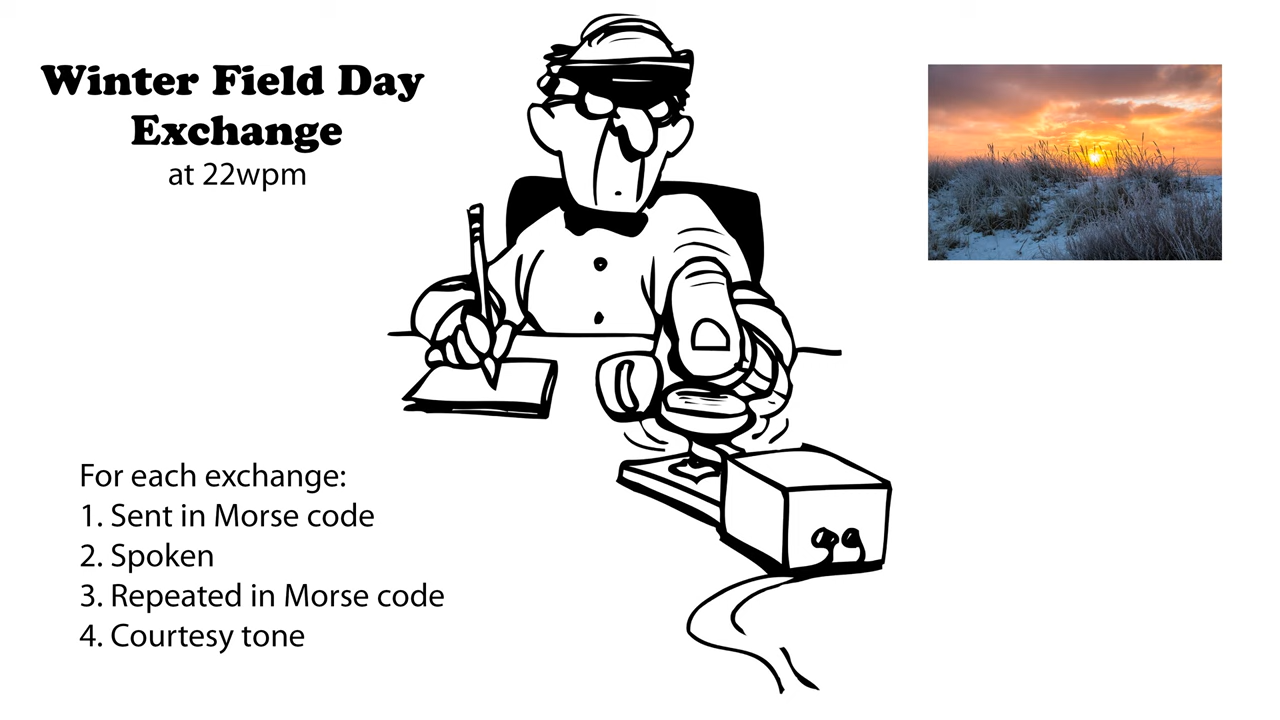 Winter Field Day
Exchange
at 22wpm
For each exchange:
1. Sent in Morse code
2. Spoken
3. Repeated in Morse code
4. Courtesy tone